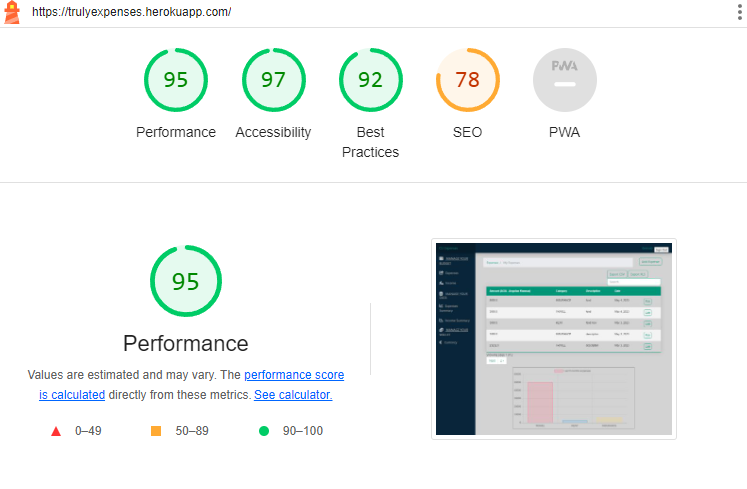 https://trulyexpenses.herokuapp.com/
95 97 92 78 PWA
Performance Accessibility Best Practices SEO PWA
95
Performance
Values are estimated and may vary. The performance score
is calculated directly from these metrics. See calculator.
0–49 50–89 90–100